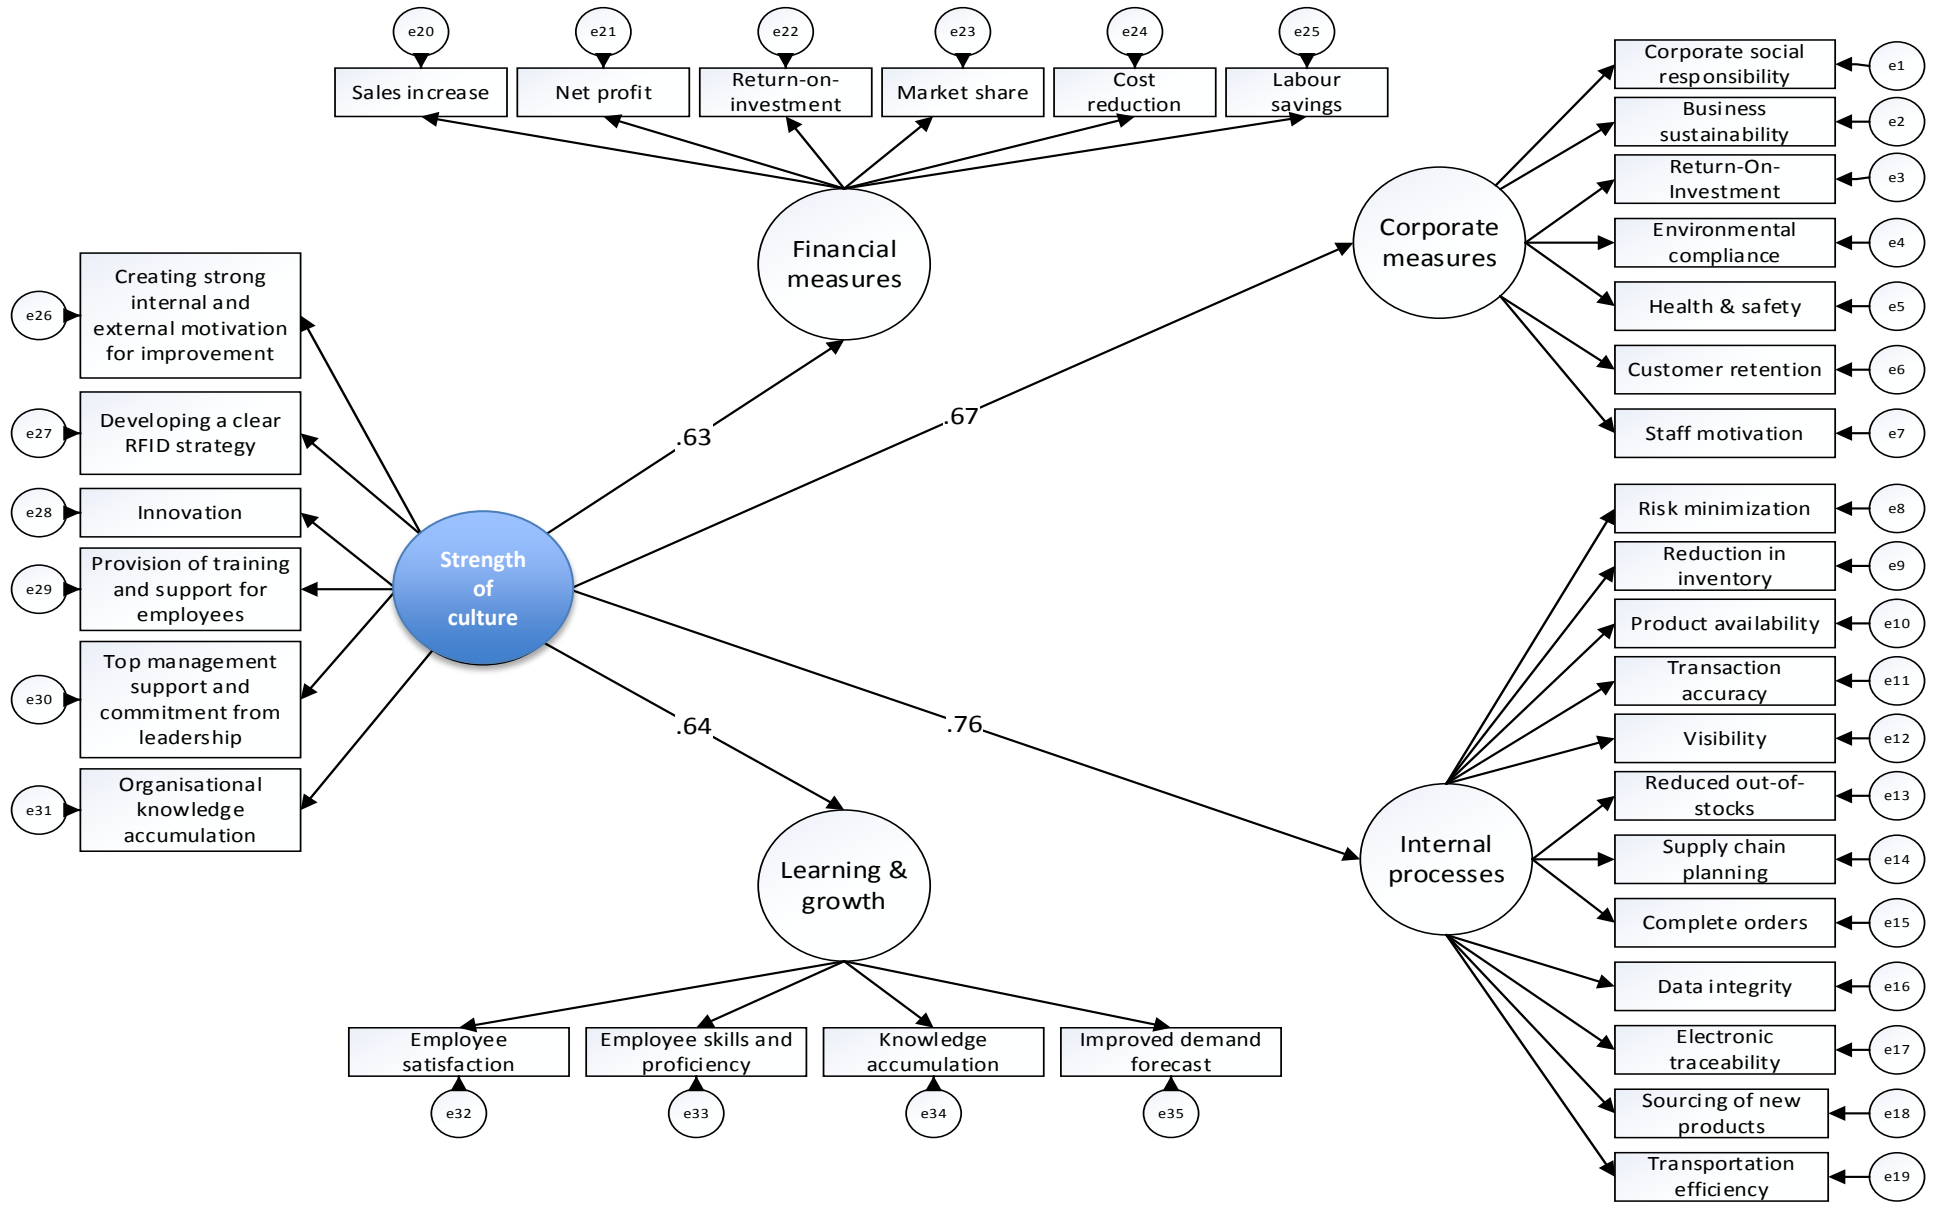 e20
e21
e22
e23
e24
e25
Sales increase
Net profit
Return-on-
investment
Market share
Cost
reduction
Labour
savings
Financial
measures
Corporate
measures
Corporate social
responsibility
e1
Business
sustainability
e2
Return-On-
Investment
e3
Environmental
compliance
e4
Health & safety
e5
Customer retention
e6
Staff motivation
e7
e26
Creating strong
internal and
external motivation
for improvement
e27
Developing a clear
RFID strategy
e28
Innovation
e29
Provision of training
and support for
employees
e30
Top management
support and
commitment from
leadership
e31
Organisational
knowledge
accumulation
Strength
of
culture
.63
.67
.64
.76
Internal
processes
Risk minimization
e8
Reduction in
inventory
e9
Product availability
e10
Transaction
accuracy
e11
Visibility
e12
Reduced out-of-
stocks
e13
Supply chain
planning
e14
Complete orders
e15
Data integrity
e16
Electronic
traceability
e17
Sourcing of new
products
e18
Transportation
efficiency
e19
Learning &
growth
Employee
satisfaction
Employee skills and
proficiency
Knowledge
accumulation
Improved demand
forecast
e32
e33
e34
e35